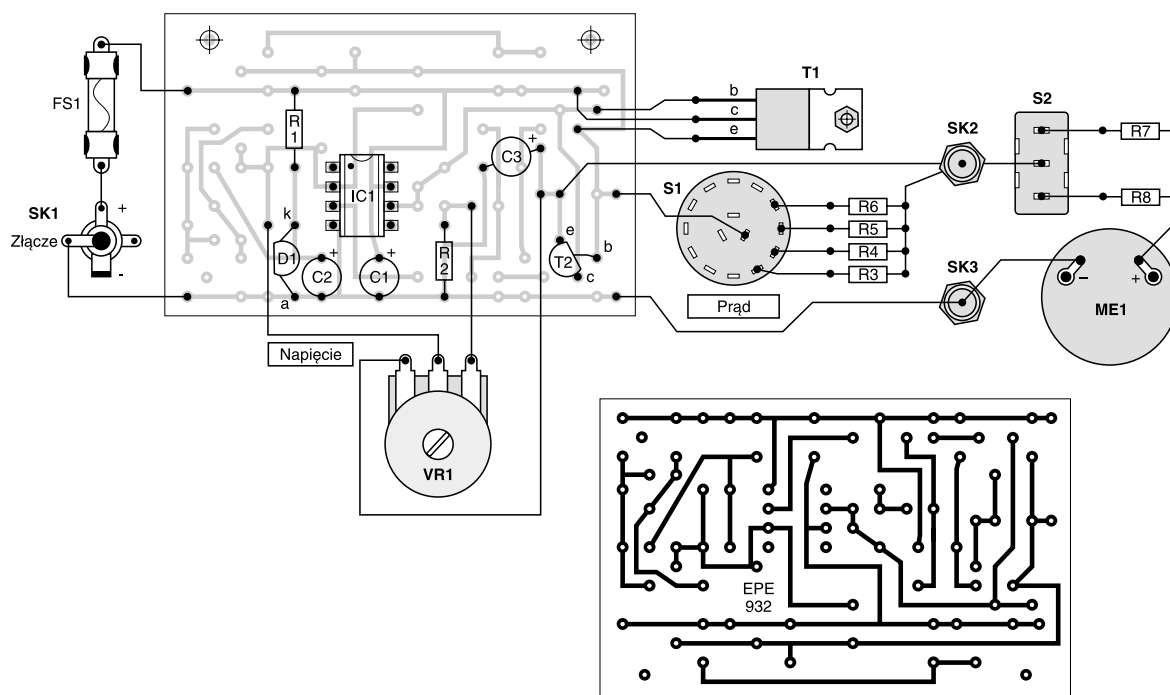 FS1
SK1
Złącze
+
-
R
1
IC1
k
D1
a
C2
+
C1
+
R
2
C3
+
e
T2
b
c
Napięcie
VR1
T1
b
c
e
S1
R6
R5
R4
R3
Prąd
SK2
SK3
S2
R7
R8
-
+
ME1
EPE
932